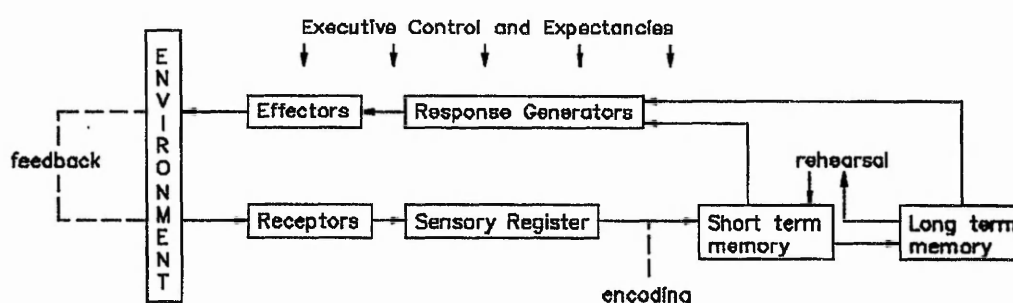 Executive Control and Expectancies
ENVIRONMENT
Effectors
Response Generators
feedback
rehearsal
Receptors
Sensory Register
Short term
memory
Long term
memory
encoding